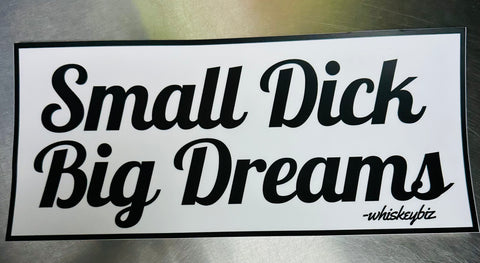 Small Dick
Big Dreams
-whiskeybiz